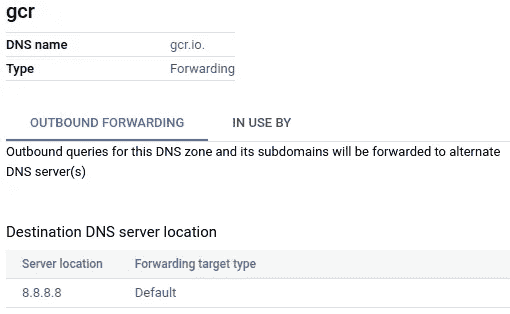 gcr
DNS name gcr.io.
Type Forwarding
OUTBOUND FORWARDING IN USE BY
Outbound queries for this DNS zone and its subdomains will be forwarded to alternate
DNS server(s)
Destination DNS server location
Server location Forwarding target type
8.8.8.8 Default